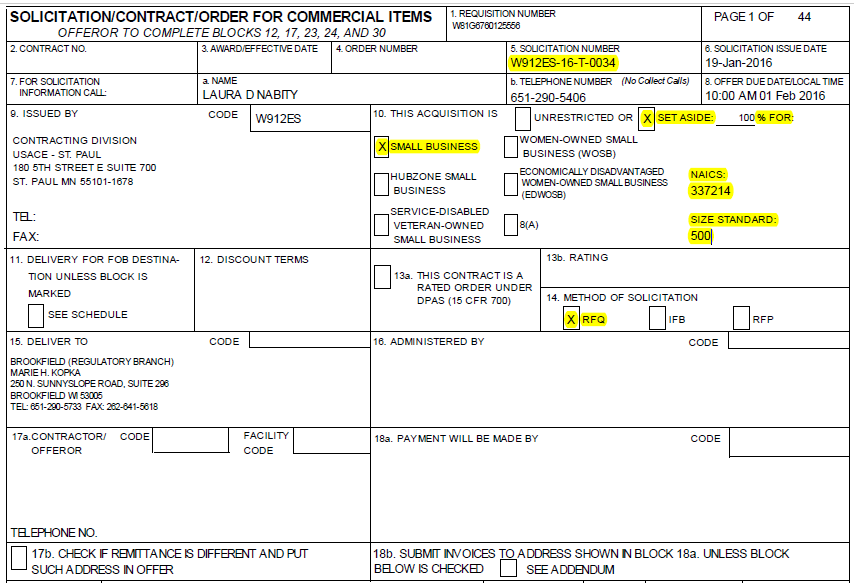 SOLICITATION/CONTRACT/ORDER FOR COMMERCIAL ITEMS
OFFEROR TO COMPLETE BLOCKS 12, 17, 23, 24, AND 30
1. REQUISITION NUMBER
W81G6760125556
PAGE 1 OF 44
2. CONTRACT NO.
3. AWARD/EFFECTIVE DATE
4. ORDER NUMBER
5. SOLICITATION NUMBER
W912ES-16-T-0034
6. SOLICITATION ISSUE DATE
19-Jan-2016
7. FOR SOLICITATION
INFORMATION CALL:
a. NAME
LAURA D NABITY
b. TELEPHONE NUMBER (No Collect Calls)
651-290-5406
8. OFFER DUE DATE/LOCAL TIME
10:00 AM 01 Feb 2016
9. ISSUED BY
CODE W912ES
CONTRACTING DIVISION
USACE - ST. PAUL
180 5TH STREET E SUITE 700
ST. PAUL MN 55101-1678
TEL:
FAX:
10. THIS ACQUISITION IS
UNRESTRICTED OR X SET ASIDE: 100 % FOR:
X SMALL BUSINESS
WOMEN-OWNED SMALL
BUSINESS (WOSB)
HUBZONE SMALL
BUSINESS
ECONOMICALLY DISADVANTAGED
WOMEN-OWNED SMALL BUSINESS
(EDWOSB)
NAICS:
337214
SERVICE-DISABLED
VETERAN-OWNED
SMALL BUSINESS
8(A)
SIZE STANDARD:
500
11. DELIVERY FOR FOB DESTINA-
TION UNLESS BLOCK IS
MARKED
SEE SCHEDULE
12. DISCOUNT TERMS
13a. THIS CONTRACT IS A
RATED ORDER UNDER
DPAS (15 CFR 700)
13b. RATING
14. METHOD OF SOLICITATION
X RFQ IFB RFP
15. DELIVER TO CODE
BROOKFIELD (REGULATORY BRANCH)
MARIE H. KOPKA
250 N. SUNNYSLOPE ROAD, SUITE 296
BROOKFIELD WI 53005
TEL: 651-290-5733 FAX: 262-641-5618
16. ADMINISTERED BY CODE
17a.CONTRACTOR/ CODE FACILITY
OFFEROR CODE
TELEPHONE NO.
18a. PAYMENT WILL BE MADE BY CODE
17b. CHECK IF REMITTANCE IS DIFFERENT AND PUT
SUCH ADDRESS IN OFFER
18b. SUBMIT INVOICES TO ADDRESS SHOWN IN BLOCK 18a. UNLESS BLOCK
BELOW IS CHECKED SEE ADDENDUM